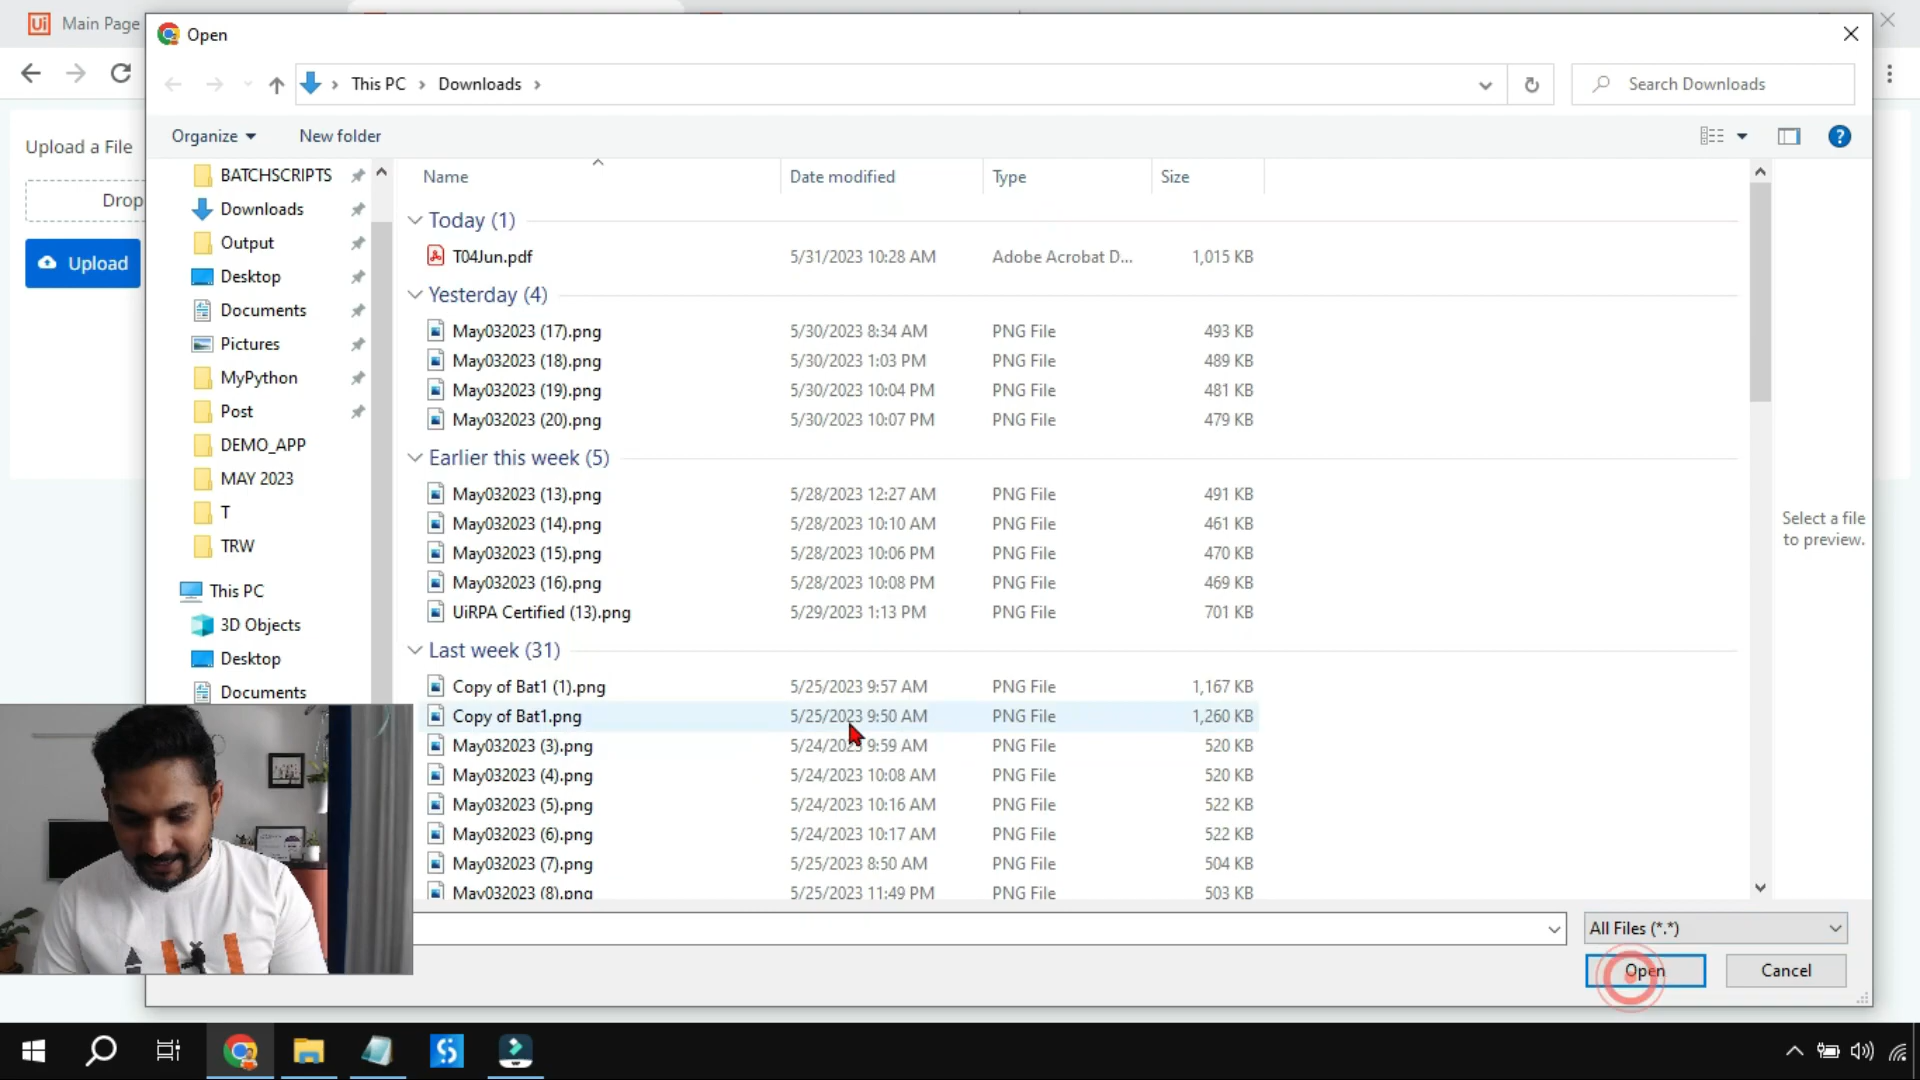 Ui Main Page
Open
This PC › Downloads ›
Search Downloads
Organize
New folder
Upload a File
Drop
Upload
BATCHSCRIPTS
Downloads
Output
Desktop
Documents
Pictures
MyPython
Post
DEMO_APP
MAY 2023
T
TRW
This PC
3D Objects
Desktop
Documents
Name Date modified Type Size
Today (1)
T04Jun.pdf 5/31/2023 10:28 AM Adobe Acrobat D... 1,015 KB
Yesterday (4)
May032023 (17).png 5/30/2023 8:34 AM PNG File 493 KB
May032023 (18).png 5/30/2023 1:03 PM PNG File 489 KB
May032023 (19).png 5/30/2023 10:04 PM PNG File 481 KB
May032023 (20).png 5/30/2023 10:07 PM PNG File 479 KB
Earlier this week (5)
May032023 (13).png 5/28/2023 12:27 AM PNG File 491 KB
May032023 (14).png 5/28/2023 10:10 AM PNG File 461 KB
May032023 (15).png 5/28/2023 10:06 PM PNG File 470 KB
May032023 (16).png 5/28/2023 10:08 PM PNG File 469 KB
UiRPA Certified (13).png 5/29/2023 1:13 PM PNG File 701 KB
Last week (31)
Copy of Bat1 (1).png 5/25/2023 9:57 AM PNG File 1,167 KB
Copy of Bat1.png 5/25/2023 9:50 AM PNG File 1,260 KB
May032023 (3).png 5/24/2023 9:59 AM PNG File 520 KB
May032023 (4).png 5/24/2023 10:08 AM PNG File 520 KB
May032023 (5).png 5/24/2023 10:16 AM PNG File 522 KB
May032023 (6).png 5/24/2023 10:17 AM PNG File 522 KB
May032023 (7).png 5/25/2023 8:50 AM PNG File 504 KB
May032023 (8).png 5/25/2023 11:49 PM PNG File 503 KB
Select a file
to preview.
All Files (*.*)
Open
Cancel